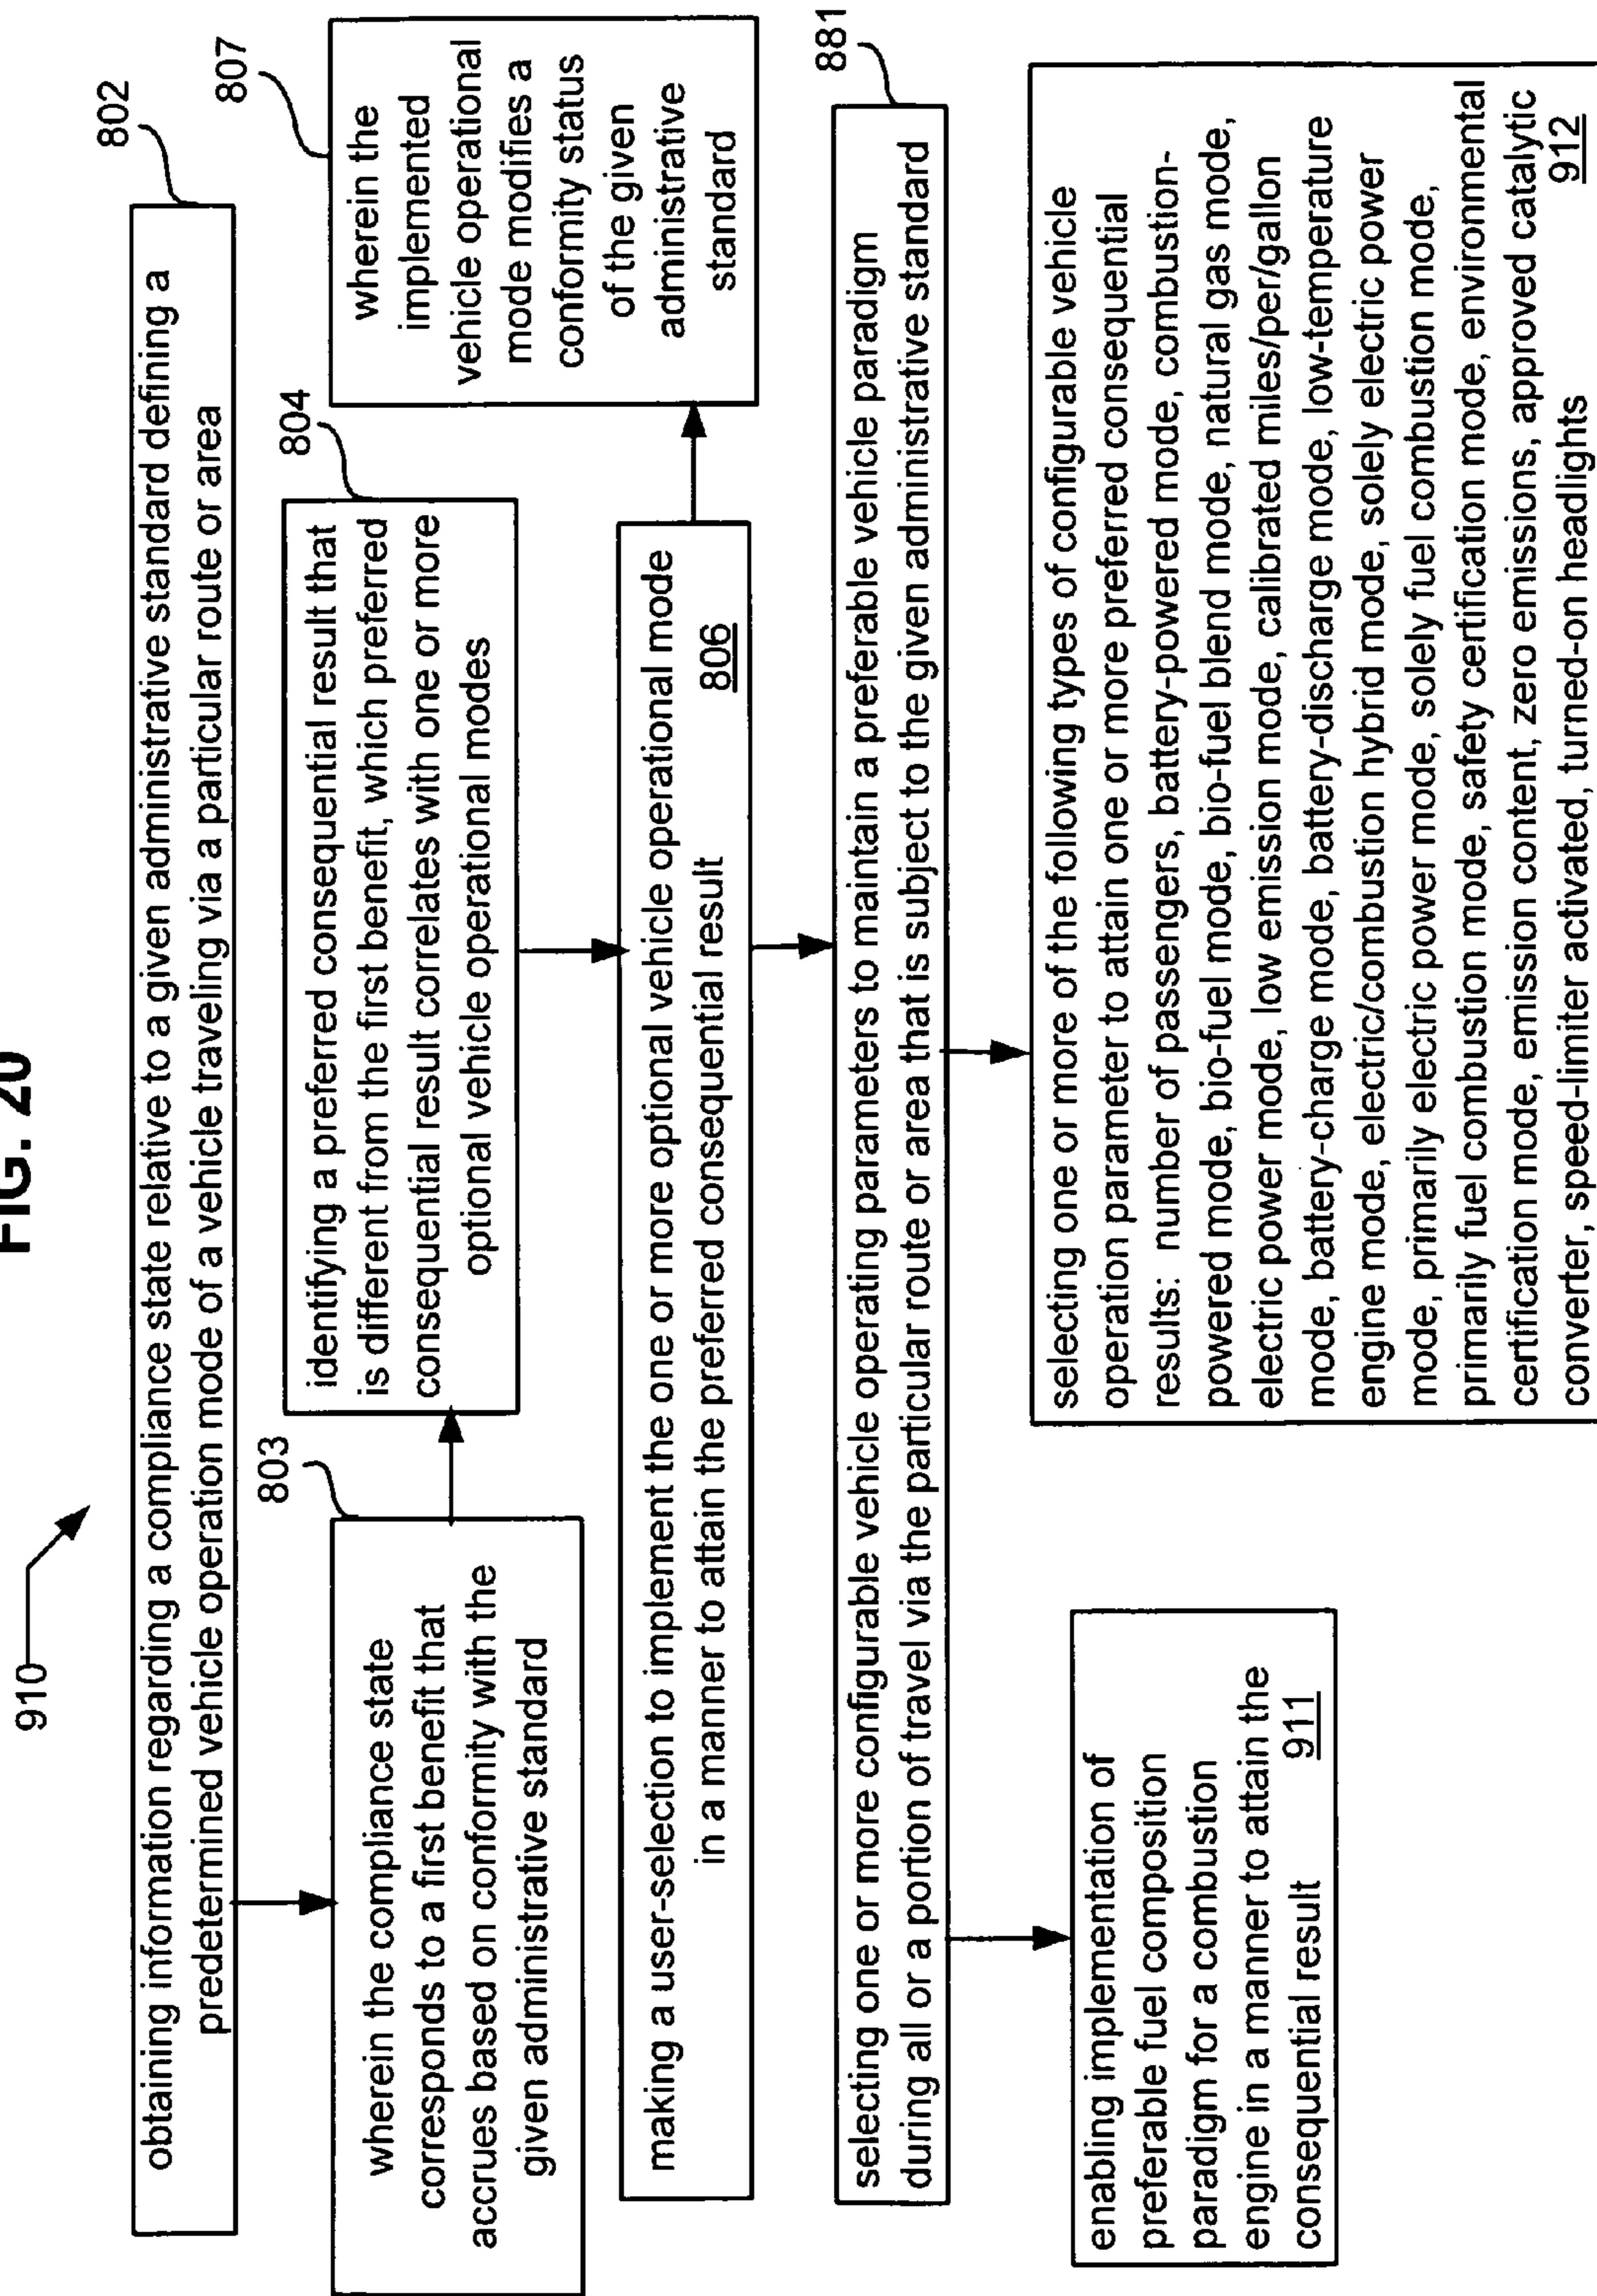 FIG. 20
910
802
obtaining information regarding a compliance state relative to a given administrative standard defining a
predetermined vehicle operation mode of a vehicle traveling via a particular route or area
803
wherein the compliance state
corresponds to a first benefit that
accrues based on conformity with the
given administrative standard
804
identifying a preferred consequential result that
is different from the first benefit, which preferred
consequential result correlates with one or more
optional vehicle operational modes
807
wherein the
implemented
vehicle operational
mode modifies a
conformity status
of the given
administrative
standard
making a user-selection to implement the one or more optional vehicle operational mode
in a manner to attain the preferred consequential result 806
881
selecting one or more configurable vehicle operating parameters to maintain a preferable vehicle paradigm
during all or a portion of travel via the particular route or area that is subject to the given administrative standard
enabling implementation of
preferable fuel composition
paradigm for a combustion
engine in a manner to attain the
consequential result 911
selecting one or more of the following types of configurable vehicle
operation parameter to attain one or more preferred consequential
results: number of passengers, battery-powered mode, combustion-
powered mode, bio-fuel mode, bio-fuel blend mode, natural gas mode,
electric power mode, low emission mode, calibrated miles/per/gallon
mode, battery-charge mode, battery-discharge mode, low-temperature
engine mode, electric/combustion hybrid mode, solely electric power
mode, primarily electric power mode, solely fuel combustion mode,
primarily fuel combustion mode, safety certification mode, environmental
certification mode, emission content, zero emissions, approved catalytic
converter, speed-limiter activated, turned-on headlights 912